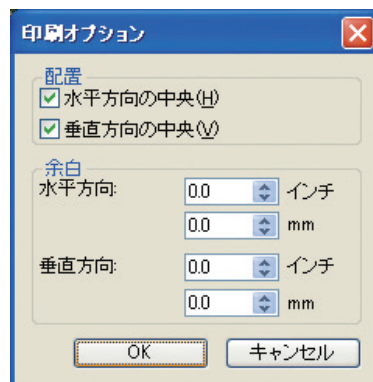 印刷オプション
配置
水平方向の中央(H)
垂直方向の中央(V)
余白
水平方向: 0.0 インチ
0.0 mm
垂直方向: 0.0 インチ
0.0 mm
OK キャンセル